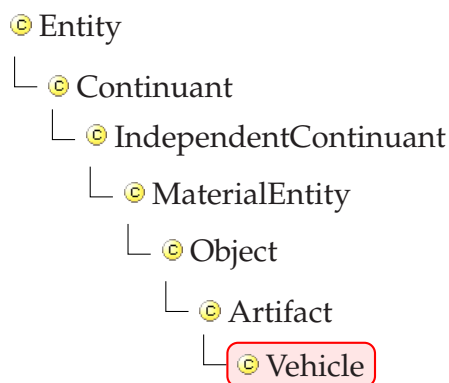 © Entity
© Continuant
© IndependentContinuant
© MaterialEntity
© Object
© Artifact
© Vehicle